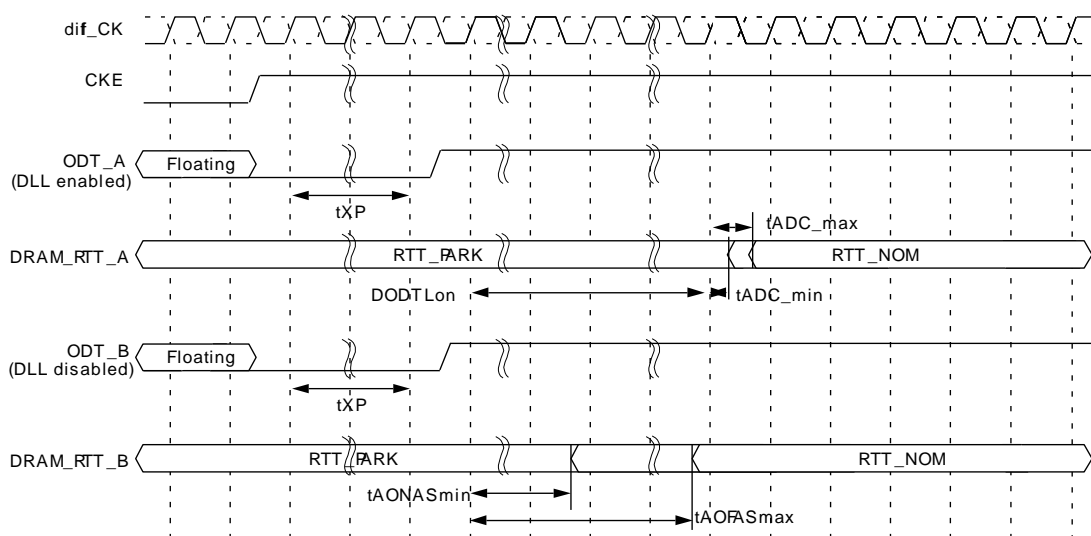 dif_CK
CKE
ODT_A
(DLL enabled)
Floating
tXP
tADC_max
DRAM_RTT_A
RTT_PARK
RTT_NOM
DODTLon
tADC_min
ODT_B
(DLL disabled)
Floating
tXP
DRAM_RTT_B
RTT_PARK
RTT_NOM
tAONASmin
tAOFASmax